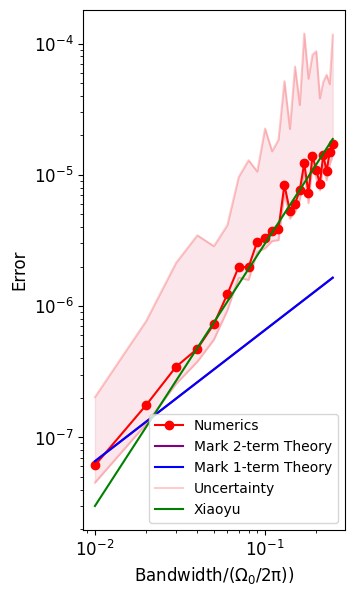 10⁻⁴
10⁻⁵
10⁻⁶
10⁻⁷
Error
Numerics
Mark 2-term Theory
Mark 1-term Theory
Uncertainty
Xiaoyu
10⁻²
10⁻¹
Bandwidth/(Ω₀/2π))